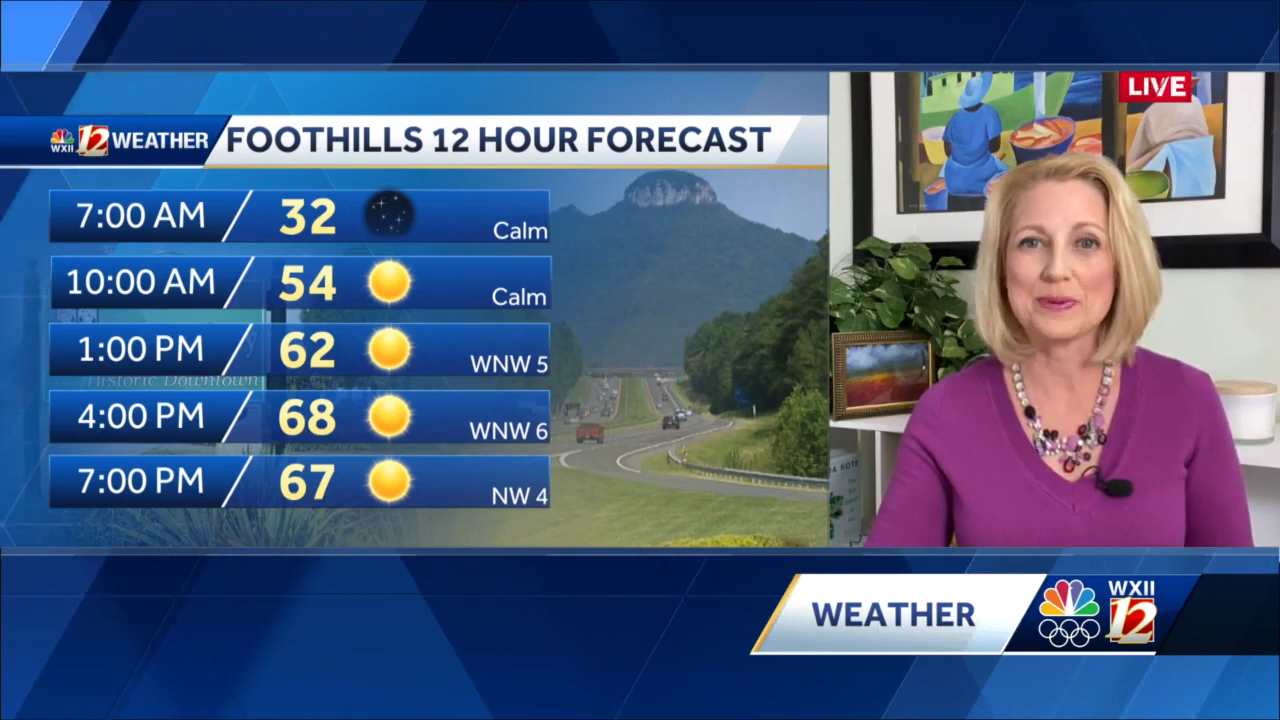 LIVE
WXII 12 WEATHER
FOOTHILLS 12 HOUR FORECAST
7:00 AM 32 Calm
10:00 AM 54 Calm
1:00 PM 62 WNW 5
Historic Downtown
4:00 PM 68 WNW 6
7:00 PM 67 NW 4
WEATHER
WXII
12